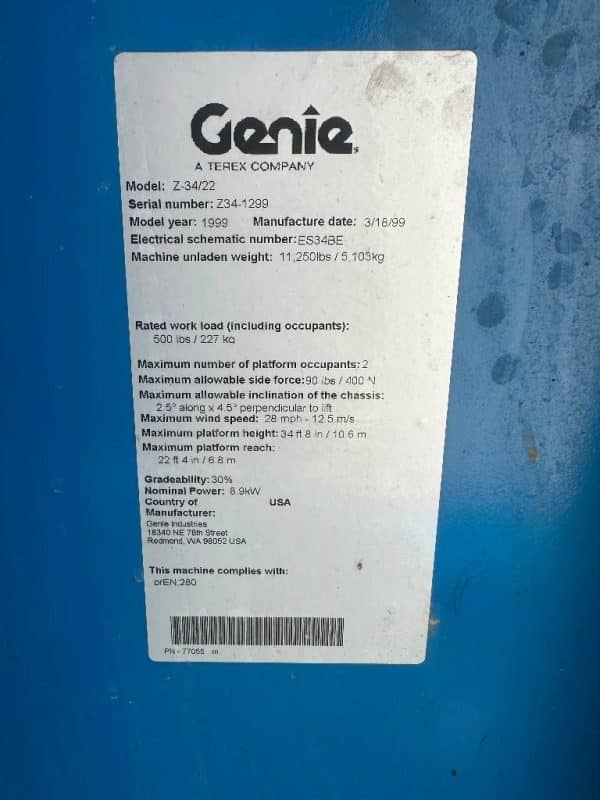 Genie
A TEREX COMPANY
Model: Z-34/22
Serial number: Z34-1299
Model year: 1999 Manufacture date: 3/18/99
Electrical schematic number: ES34BE
Machine unladen weight: 11,250lbs / 5,103kg
Rated work load (including occupants):
500 lbs / 227 kg
Maximum number of platform occupants: 2
Maximum allowable side force: 90 lbs / 400 N
Maximum allowable inclination of the chassis:
2.5° along x 4.5° perpendicular to lift
Maximum wind speed: 28 mph - 12.5 m/s
Maximum platform height: 34 ft 8 in / 10.6 m
Maximum platform reach:
22 ft 4 in / 6.8 m
Gradeability: 30%
Nominal Power: 8.9kW
Country of USA
Manufacturer:
Genie Industries
18340 NE 76th Street
Redmond, WA 98052 USA
This machine complies with:
prEN:280
PN - 77055 m